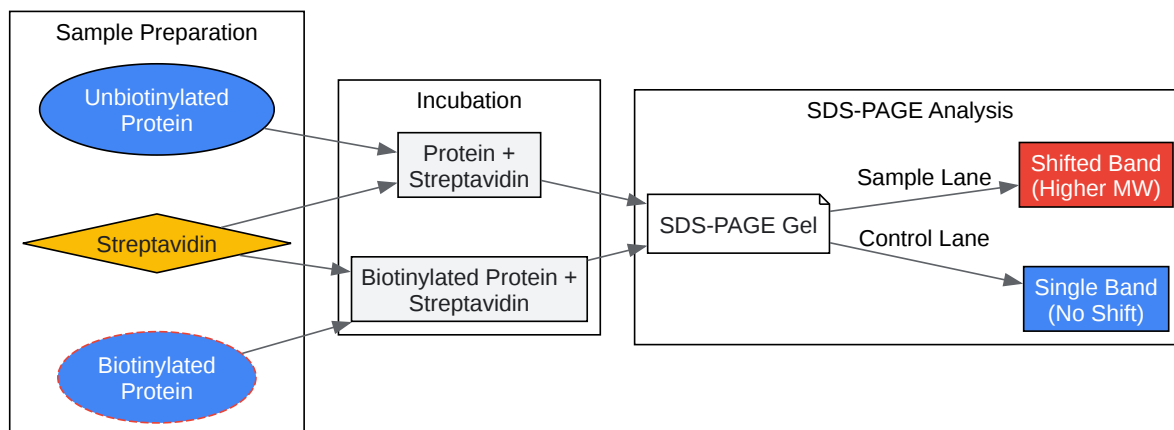 Sample Preparation
Unbiotinylated
Protein
Streptavidin
Biotinylated
Protein
Incubation
Protein +
Streptavidin
Biotinylated Protein +
Streptavidin
SDS-PAGE Analysis
SDS-PAGE Gel
Sample Lane
Control Lane
Shifted Band
(Higher MW)
Single Band
(No Shift)